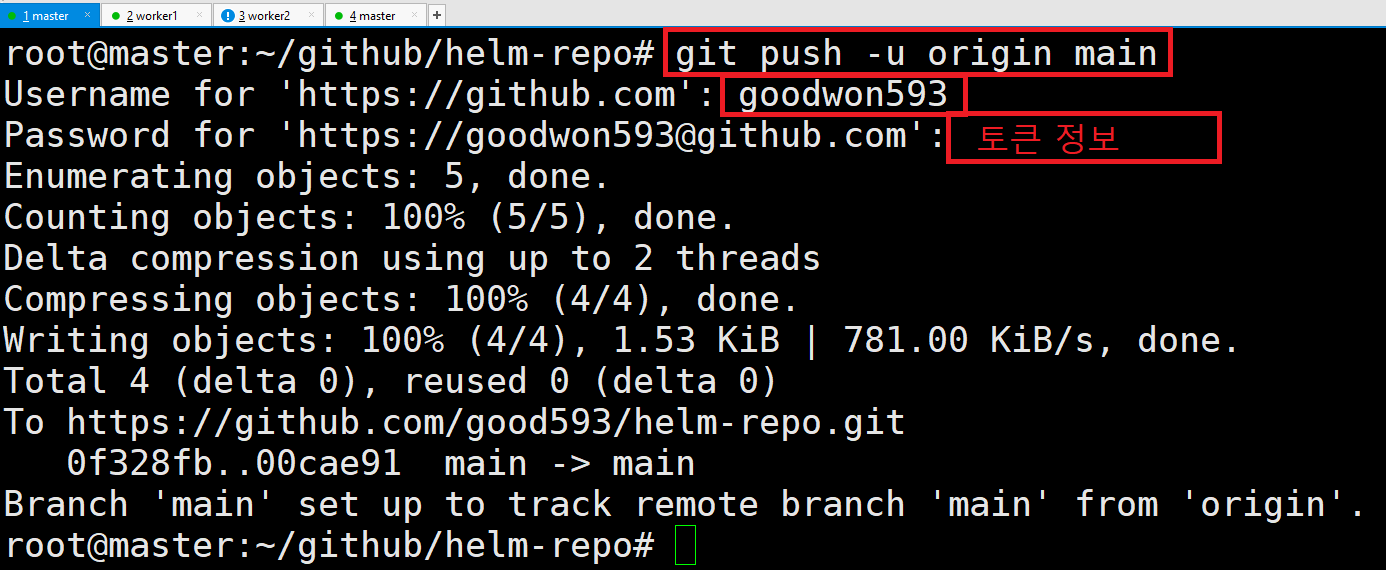 1 master
2 worker1
3 worker2
4 master
root@master:~/github/helm-repo# git push -u origin main
Username for 'https://github.com': goodwon593
Password for 'https://goodwon593@github.com': 토큰 정보
Enumerating objects: 5, done.
Counting objects: 100% (5/5), done.
Delta compression using up to 2 threads
Compressing objects: 100% (4/4), done.
Writing objects: 100% (4/4), 1.53 KiB | 781.00 KiB/s, done.
Total 4 (delta 0), reused 0 (delta 0)
To https://github.com/good593/helm-repo.git
   0f328fb..00cae91  main -> main
Branch 'main' set up to track remote branch 'main' from 'origin'.
root@master:~/github/helm-repo#